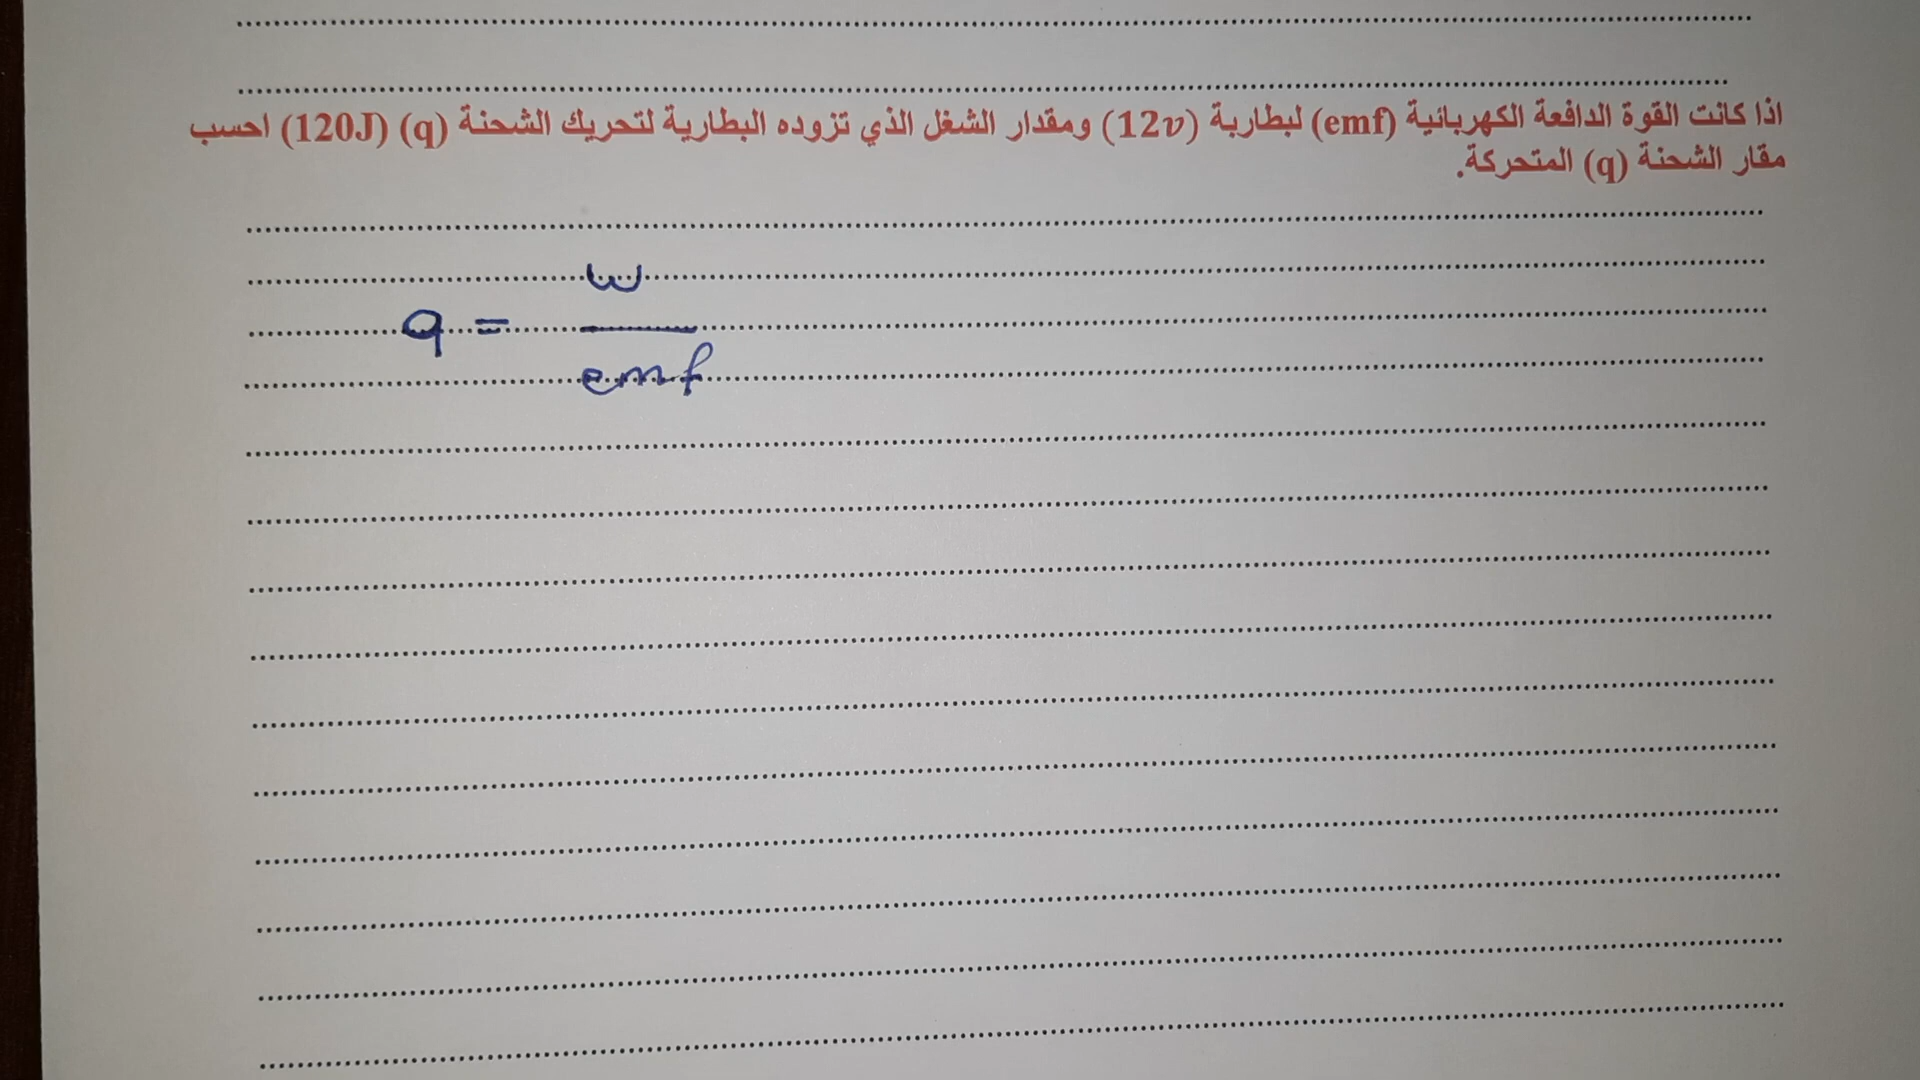 اذا كانت القوة الدافعة الكهربائية (emf) لبطارية (12v) ومقدار الشغل الذي تزوده البطارية لتحريك الشحنة (q) (120J) احسب
مقار الشحنة (q) المتحركة.
w
q =
emf